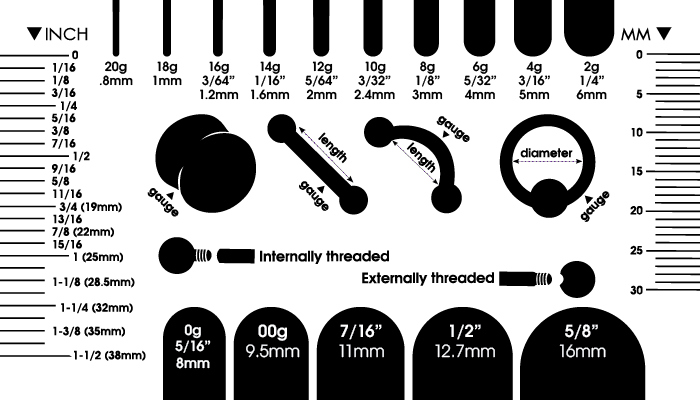 ▼INCH
MM▼
0
1/16
1/8
3/16
1/4
5/16
3/8
7/16
1/2
9/16
5/8
11/16
3/4 (19mm)
13/16
7/8 (22mm)
15/16
1 (25mm)
1-1/8 (28.5mm)
1-1/4 (32mm)
1-3/8 (35mm)
1-1/2 (38mm)
20g
.8mm
18g
1mm
16g
3/64”
1.2mm
14g
1/16”
1.6mm
12g
5/64”
2mm
10g
3/32”
2.4mm
8g
1/8”
3mm
6g
5/32”
4mm
4g
3/16”
5mm
2g
1/4”
6mm
0
5
10
15
20
25
30
gauge
length
gauge
length
gauge
diameter
gauge
Internally threaded
Externally threaded
0g
5/16”
8mm
00g
9.5mm
7/16”
11mm
1/2”
12.7mm
5/8”
16mm